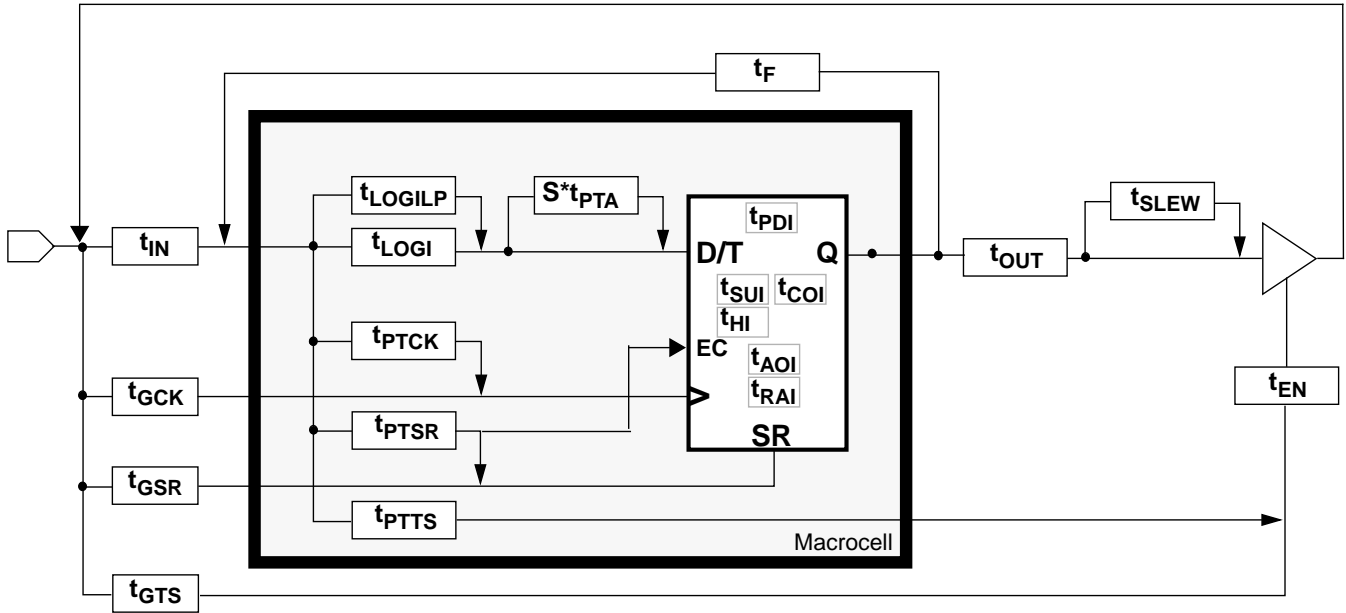 tF
tLOGILP
S*tPTA
tPDI
tSLEW
tIN
tLOGI
D/T
Q
tOUT
tSUI
tCOI
tHI
tPTCK
EC
tAOI
tEN
tGCK
>
tRAI
tPTSR
SR
tGSR
tPTTS
Macrocell
tGTS